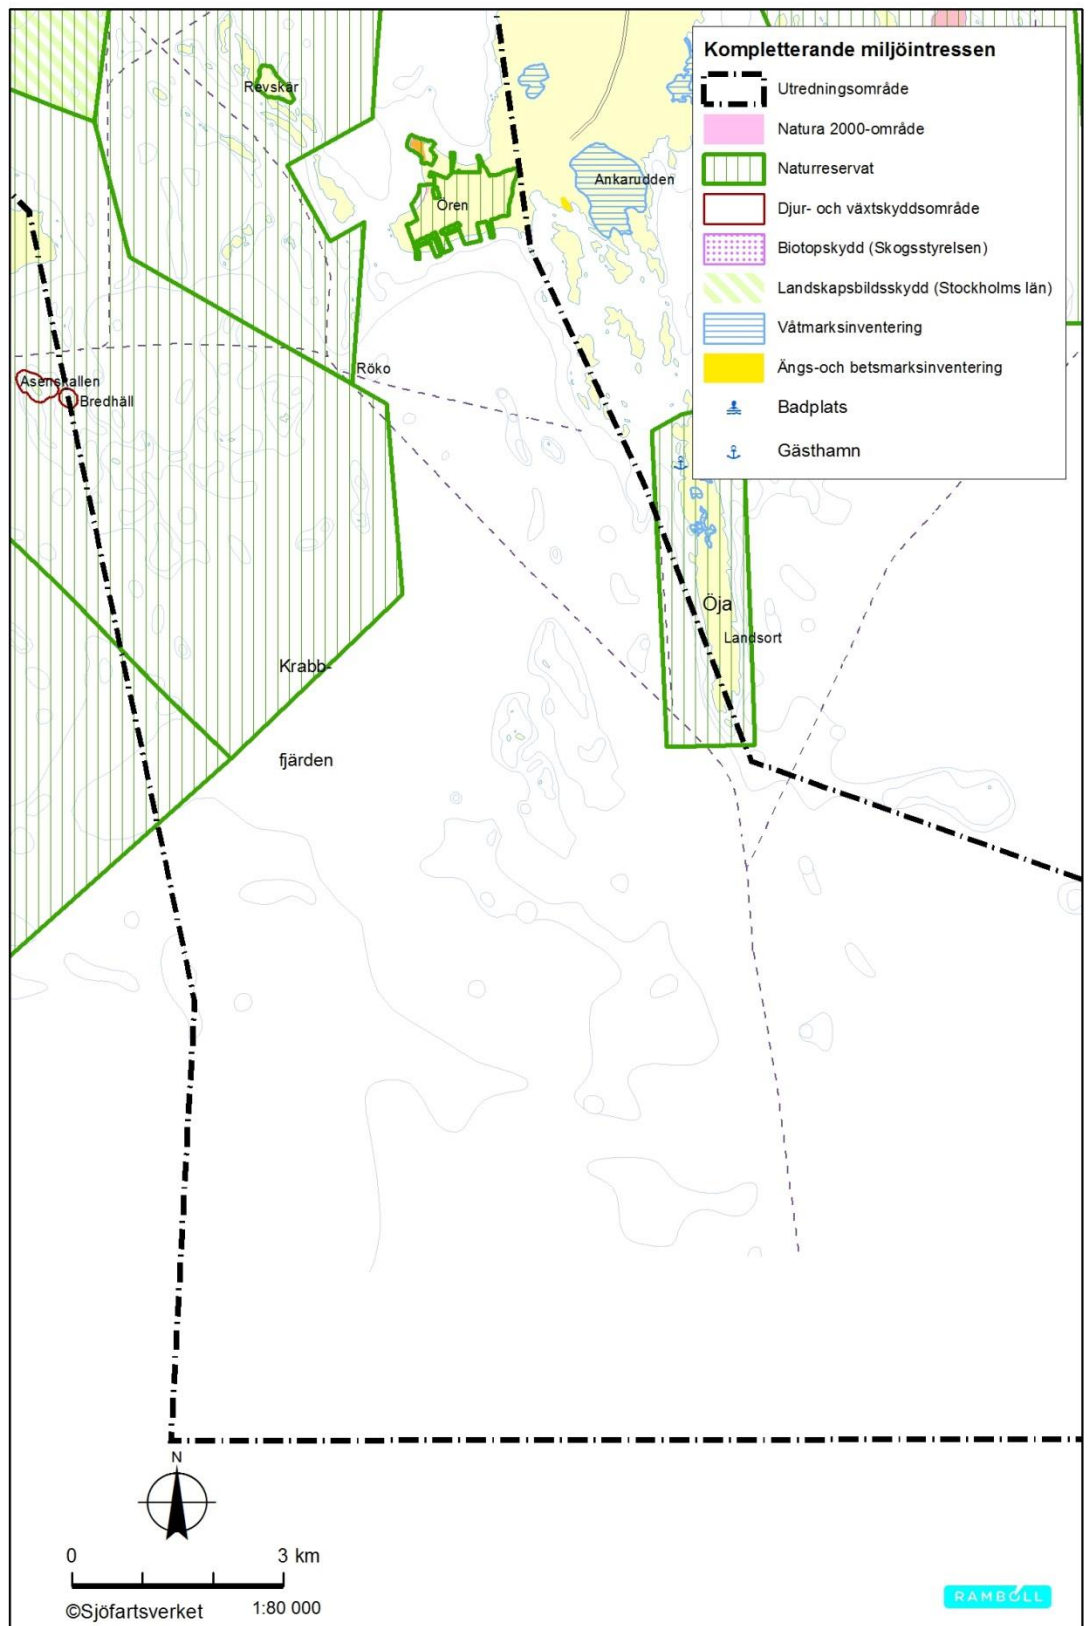 Kompletterande miljöintressen
Utredningsområde
Natura 2000-område
Naturreservat
Djur- och växtskyddsområde
Biotopskydd (Skogsstyrelsen)
Landskapsbildsskydd (Stockholms län)
Våtmarksinventering
Ängs-och betsmarksinventering
Badplats
Gästhamn
Revskär
Ören
Ankarudden
Röko
Asenskallen
Bredhäll
Öja
Landsort
Krabb-
fjärden
N
0 3 km
©Sjöfartsverket 1:80 000
RAMBOLL